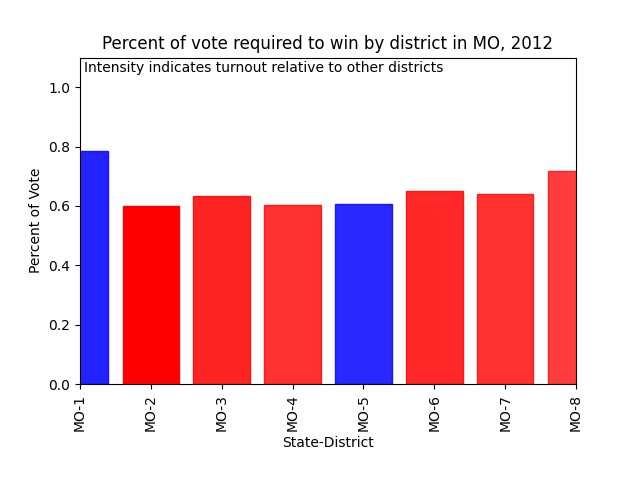 Percent of vote required to win by district in MO, 2012
Intensity indicates turnout relative to other districts
1.0
0.8
0.6
0.4
0.2
0.0
Percent of Vote
MO-1
MO-2
MO-3
MO-4
MO-5
MO-6
MO-7
MO-8
State-District